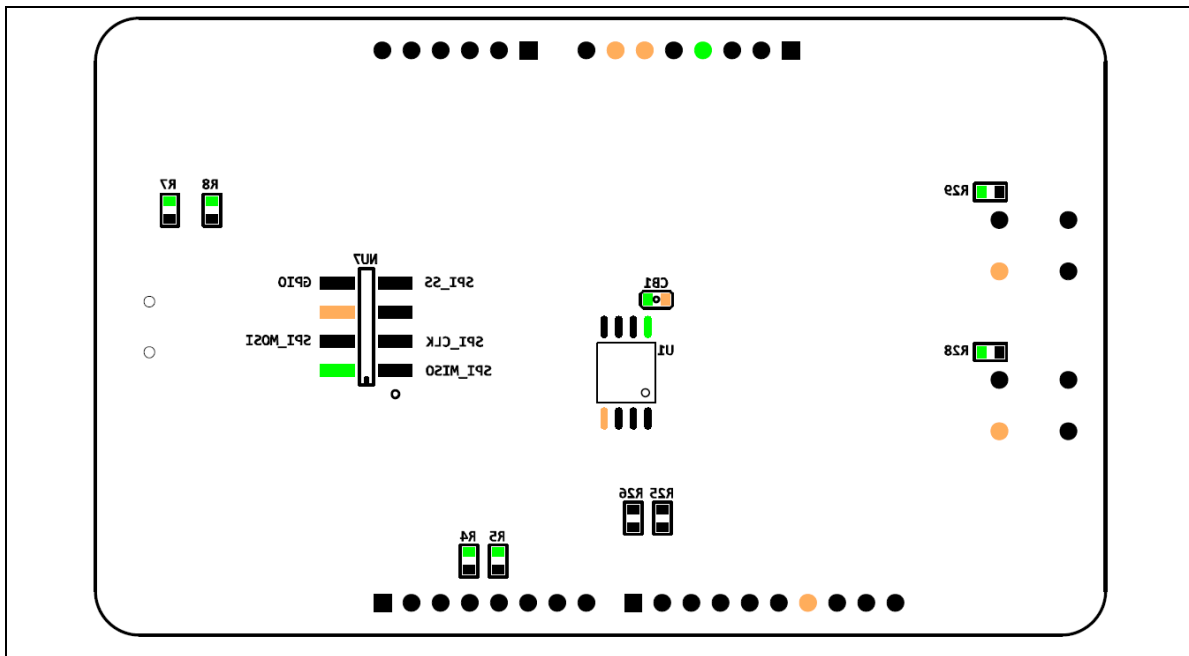 R7 R8
R29
NU7
GPIO SPI_SS
CB1
SPI_MOSI SPI_CLK
U1
R28
SPI_MISO
R26 R25
R4 R5